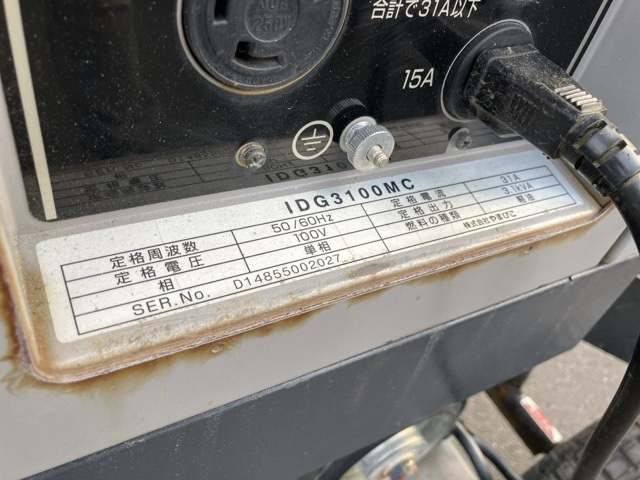 250V
合計で31A以下
15A
IDG3100MC
定格周波数 50/60Hz 定格電流 31A
定格電圧 100V 定格出力 3.1kVA
相 単相 燃料の種類 軽油
SER.No. D14855002027 株式会社やまびこ